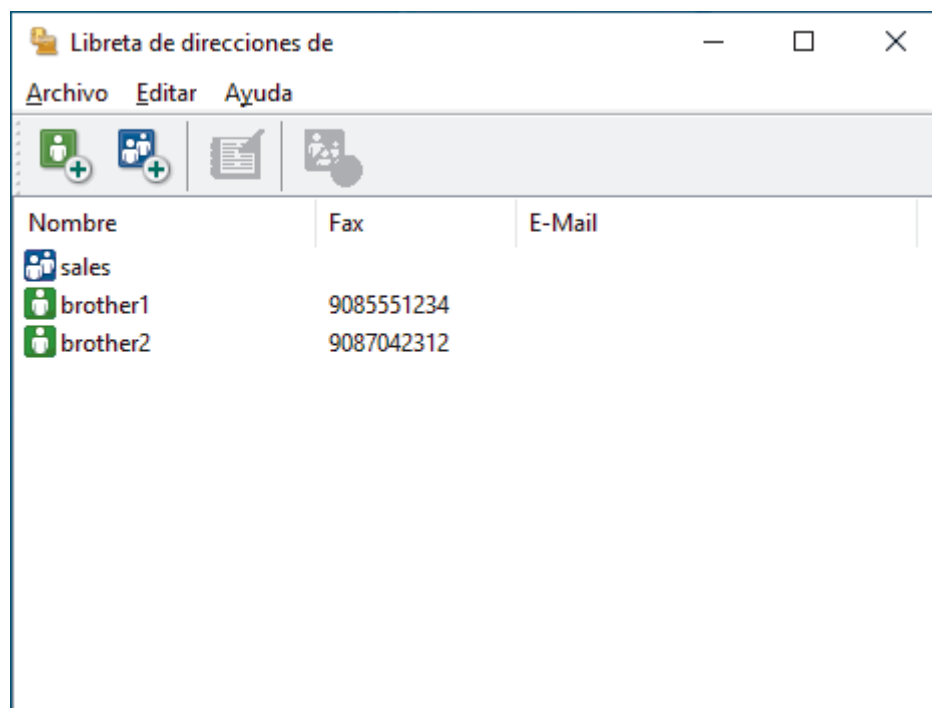 Libreta de direcciones de
Archivo Editar Ayuda
Nombre Fax E-Mail
sales
brother1 9085551234
brother2 9087042312